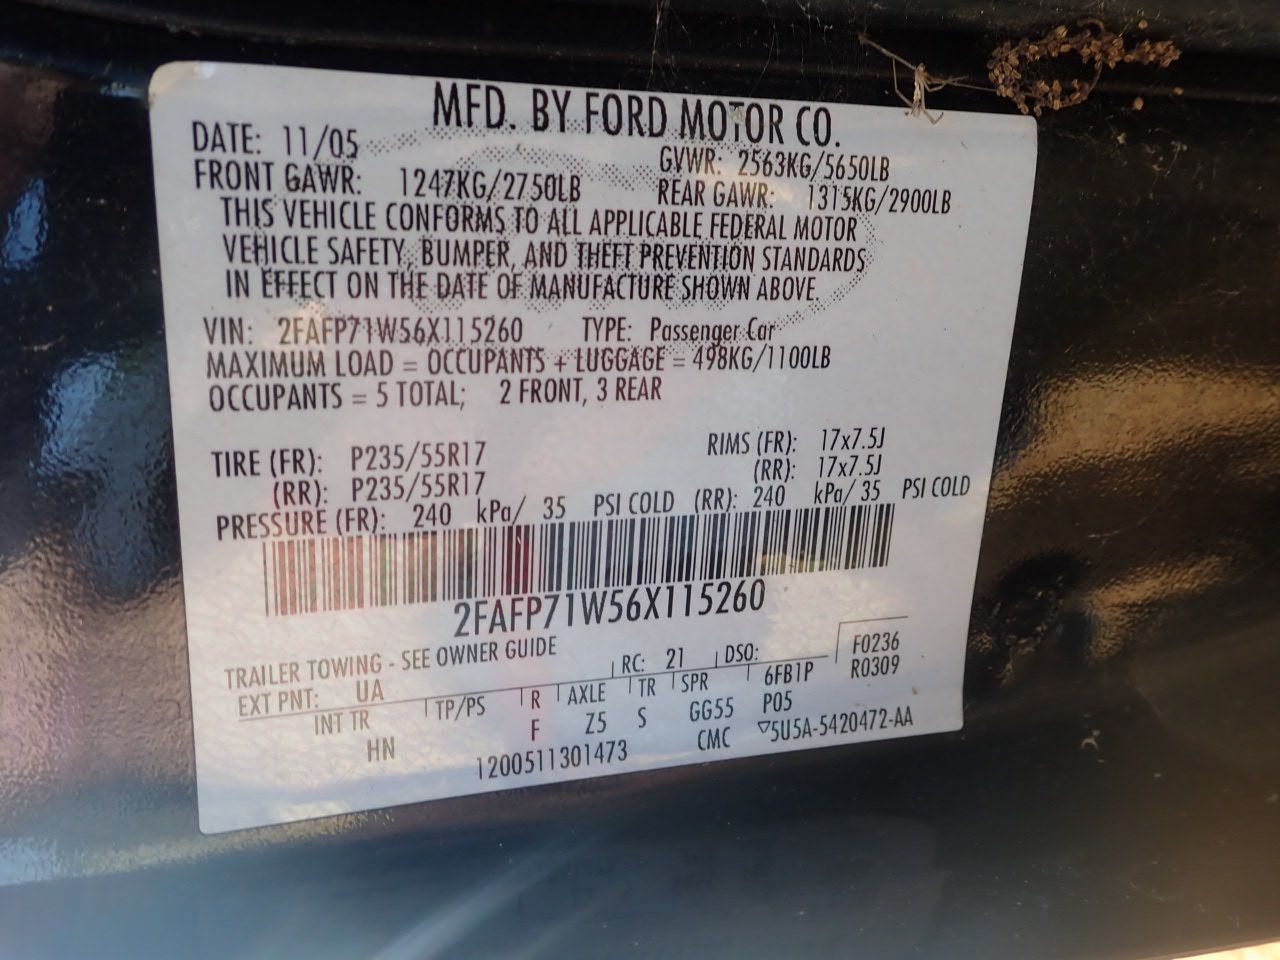 MFD. BY FORD MOTOR CO.
DATE: 11/05 GVWR: 2563KG/5650LB
FRONT GAWR: 1247KG/2750LB REAR GAWR: 1315KG/2900LB
THIS VEHICLE CONFORMS TO ALL APPLICABLE FEDERAL MOTOR
VEHICLE SAFETY, BUMPER, AND THEFT PREVENTION STANDARDS
IN EFFECT ON THE DATE OF MANUFACTURE SHOWN ABOVE.
VIN: 2FAFP71W56X115260 TYPE: Passenger Car
MAXIMUM LOAD = OCCUPANTS + LUGGAGE = 498KG/1100LB
OCCUPANTS = 5 TOTAL; 2 FRONT, 3 REAR
TIRE (FR): P235/55R17 RIMS (FR): 17x7.5J
(RR): P235/55R17 (RR): 17x7.5J
PRESSURE (FR): 240 kPa/ 35 PSI COLD (RR): 240 kPa/ 35 PSI COLD
2FAFP71W56X115260
TRAILER TOWING - SEE OWNER GUIDE
EXT PNT: UA RC: 21 DSO: F0236
INT TR TP/PS R AXLE TR SPR 6FB1P R0309
HN F Z5 S GG55 P05
1200511301473 CMC ▽5U5A-5420472-AA